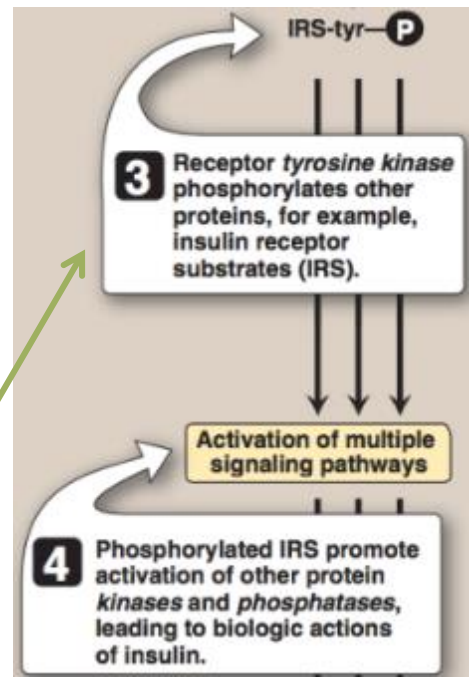 IRS-tyr—P
3 Receptor tyrosine kinase
phosphorylates other
proteins, for example,
insulin receptor
substrates (IRS).
Activation of multiple
signaling pathways
4 Phosphorylated IRS promote
activation of other protein
kinases and phosphatases,
leading to biologic actions
of insulin.